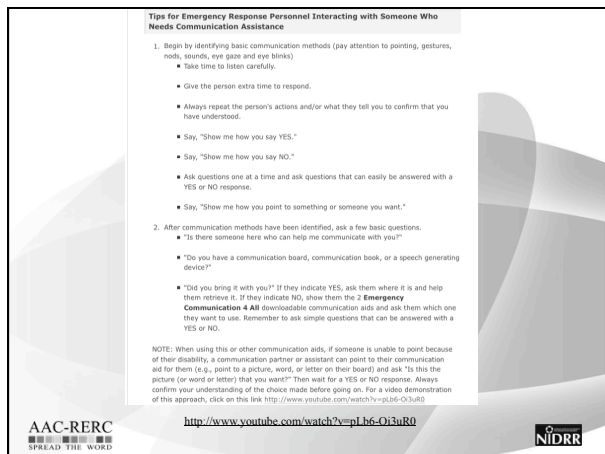 Tips for Emergency Response Personnel Interacting with Someone Who
Needs Communication Assistance
1. Begin by identifying basic communication methods (pay attention to pointing, gestures,
nods, sounds, eye gaze and eye blinks)
▪ Take time to listen carefully.
▪ Give the person extra time to respond.
▪ Always repeat the person's actions and/or what they tell you to confirm that you
have understood.
▪ Say, "Show me how you say YES."
▪ Say, "Show me how you say NO."
▪ Ask questions one at a time and ask questions that can easily be answered with a
YES or NO response.
▪ Say, "Show me how you point to something or someone you want."
2. After communication methods have been identified, ask a few basic questions.
▪ "Is there someone here who can help me communicate with you?"
▪ "Do you have a communication board, communication book, or a speech generating
device?"
▪ "Did you bring it with you?" If they indicate YES, ask them where it is and help
them retrieve it. If they indicate NO, show them the 2 Emergency
Communication 4 All downloadable communication aids and ask them which one
they want to use. Remember to ask simple questions that can be answered with a
YES or NO.
NOTE: When using this or other communication aids, if someone is unable to point because
of their disability, a communication partner or assistant can point to their communication
aid for them (e.g., point to a picture, word, or letter on their board) and ask "Is this the
picture (or word or letter) that you want?" Then wait for a YES or NO response. Always
confirm your understanding of the choice made before going on. For a video demonstration
of this approach, click on this link http://www.youtube.com/watch?v=pLb6-Oi3uR0
http://www.youtube.com/watch?v=pLb6-Oi3uR0
AAC-RERC
SPREAD THE WORD
NIDRR